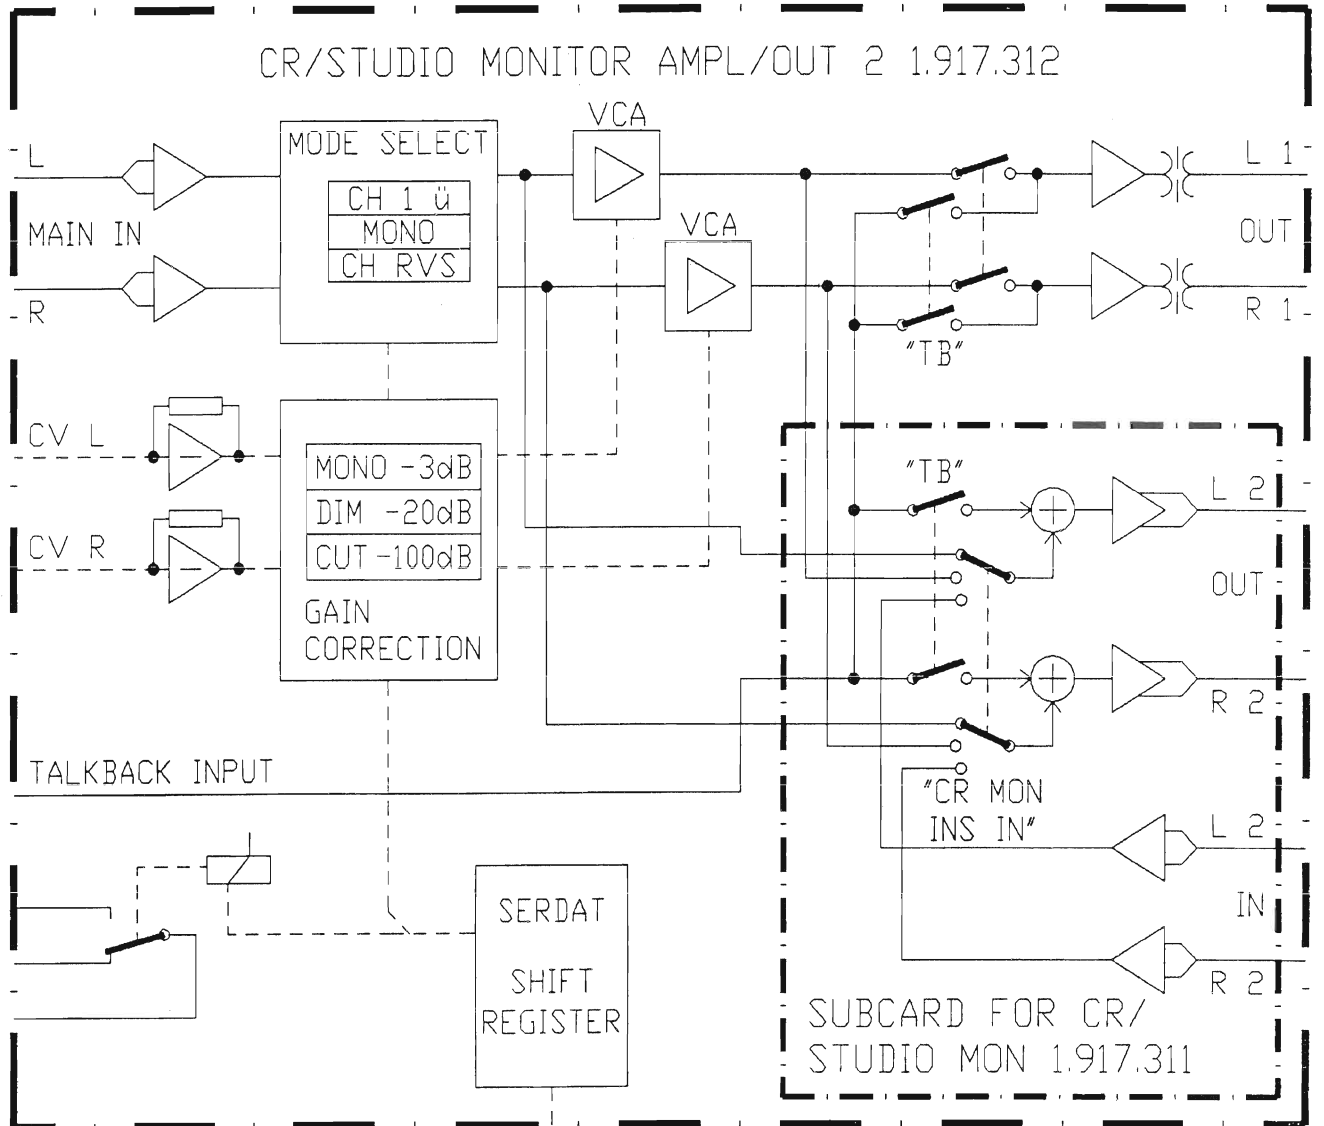 CR/STUDIO MONITOR AMPL/OUT 2 1.917.312
VCA
MODE SELECT
L
L 1
CH 1 ü
MAIN IN
MONO
VCA
OUT
CH RVS
R
R 1
"TB"
CV L
MONO -3dB
"TB"
L 2
DIM -20dB
CV R
CUT -100dB
OUT
GAIN
CORRECTION
R 2
TALKBACK INPUT
"CR MON
INS IN"
L 2
SERDAT
IN
SHIFT
REGISTER
R 2
SUBCARD FOR CR/
STUDIO MON 1.917.311